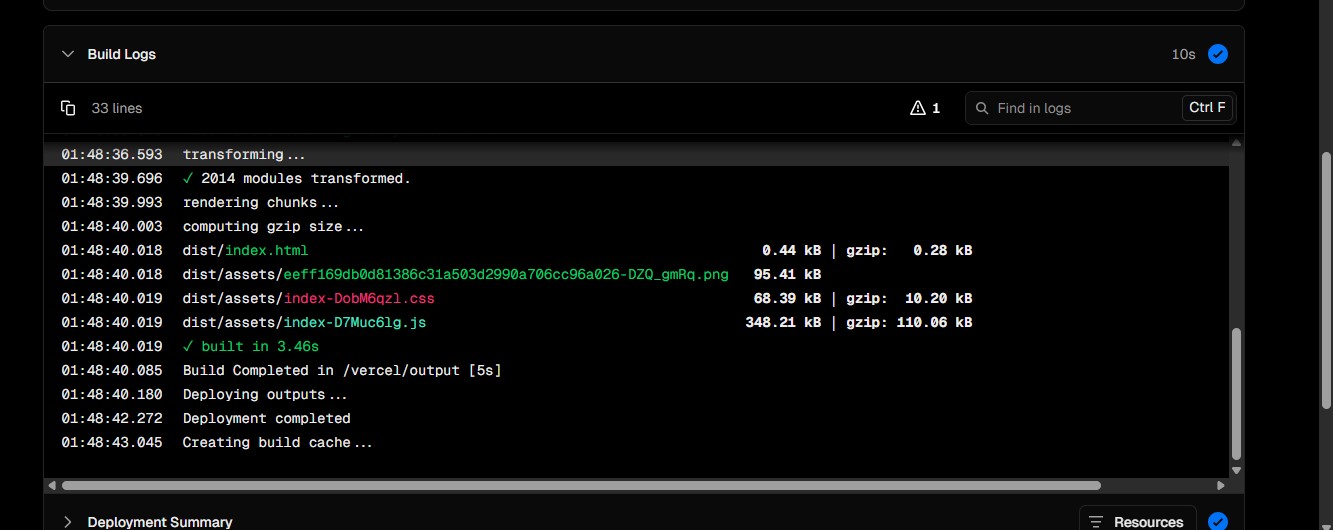 Build Logs 10s
33 lines 1 Find in logs Ctrl F
01:48:36.593 transforming...
01:48:39.696 ✓ 2014 modules transformed.
01:48:39.993 rendering chunks...
01:48:40.003 computing gzip size...
01:48:40.018 dist/index.html 0.44 kB | gzip: 0.28 kB
01:48:40.018 dist/assets/eeff169db0d81386c31a503d2990a706cc96a026-DZQ_gmRq.png 95.41 kB
01:48:40.019 dist/assets/index-DobM6qzl.css 68.39 kB | gzip: 10.20 kB
01:48:40.019 dist/assets/index-D7Muc6lg.js 348.21 kB | gzip: 110.06 kB
01:48:40.019 ✓ built in 3.46s
01:48:40.085 Build Completed in /vercel/output [5s]
01:48:40.180 Deploying outputs...
01:48:42.272 Deployment completed
01:48:43.045 Creating build cache...
Deployment Summary Resources